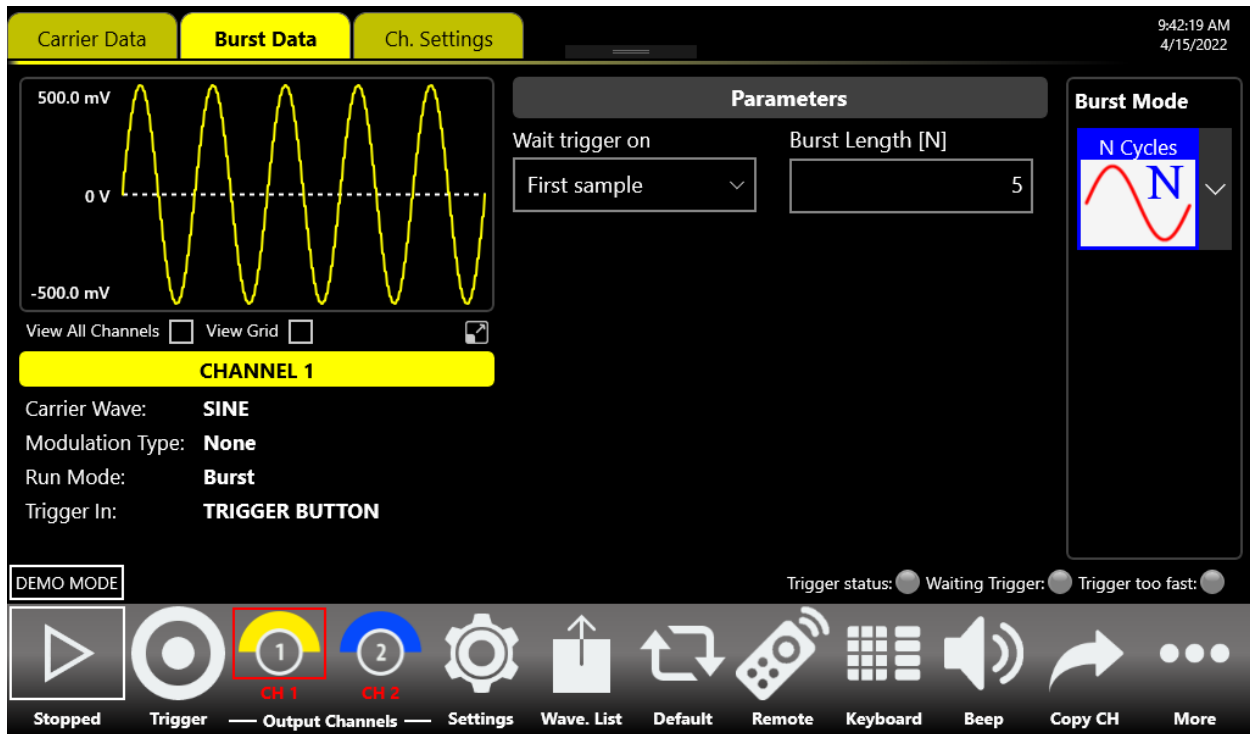 Carrier Data
Burst Data
Ch. Settings
9:42:19 AM
4/15/2022
500.0 mV
0 V
-500.0 mV
View All Channels
View Grid
CHANNEL 1
Carrier Wave: SINE
Modulation Type: None
Run Mode: Burst
Trigger In: TRIGGER BUTTON
Parameters
Wait trigger on
First sample
Burst Length [N]
5
Burst Mode
N Cycles
N
DEMO MODE
Trigger status: Waiting Trigger: Trigger too fast:
1
CH 1
2
CH 2
Stopped
Trigger
Output Channels
Settings
Wave. List
Default
Remote
Keyboard
Beep
Copy CH
More